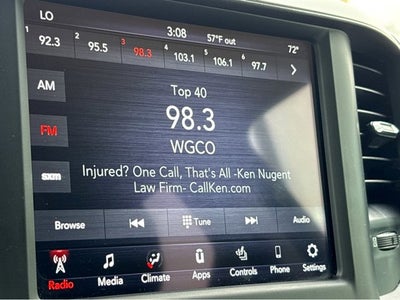 LO 3:08 57°F out 72°
1 92.3 2 95.5 3 98.3 4 103.1 5 106.1 6 97.7
AM
Top 40
98.3
FM
WGCO
sxm
Injured? One Call, That's All -Ken Nugent
Law Firm- CallKen.com
Browse Tune Audio
Radio Media Climate Apps Controls Phone Settings